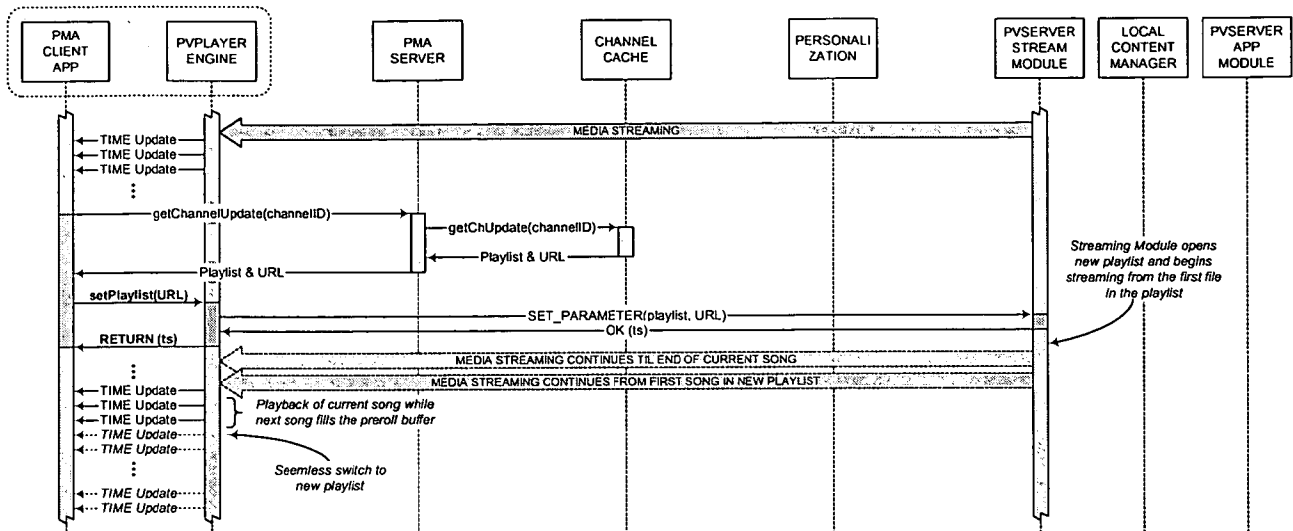 PMA
CLIENT
APP
PVPLAYER
ENGINE
PMA
SERVER
CHANNEL
CACHE
PERSONALI
ZATION
PVSERVER
STREAM
MODULE
LOCAL
CONTENT
MANAGER
PVSERVER
APP
MODULE
MEDIA STREAMING
TIME Update
TIME Update
TIME Update
getChannelUpdate(channelID)
getChUpdate(channelID)
Playlist & URL
Playlist & URL
Streaming Module opens
new playlist and begins
streaming from the first file
in the playlist
setPlaylist(URL)
SET_PARAMETER(playlist, URL)
OK (ts)
RETURN (ts)
MEDIA STREAMING CONTINUES TIL END OF CURRENT SONG
MEDIA STREAMING CONTINUES FROM FIRST SONG IN NEW PLAYLIST
TIME Update
TIME Update
TIME Update
Playback of current song while
next song fills the preroll buffer
TIME Update
TIME Update
Seemless switch to
new playlist
TIME Update
TIME Update